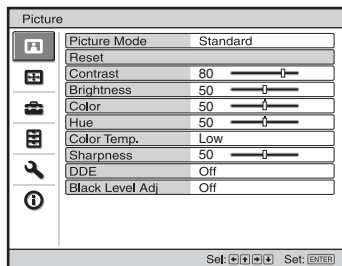 Picture
Picture Mode Standard
Reset
Contrast 80
Brightness 50
Color 50
Hue 50
Color Temp. Low
Sharpness 50
DDE Off
Black Level Adj Off
Sel: Set: ENTER